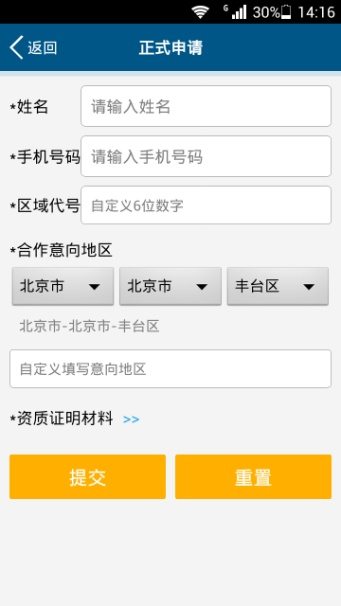 G 30% 14:16
返回 正式申请
*姓名 请输入姓名
*手机号码 请输入手机号码
*区域代号 自定义6位数字
*合作意向地区
北京市 北京市 丰台区
北京市-北京市-丰台区
自定义填写意向地区
*资质证明材料 >>
提交 重置